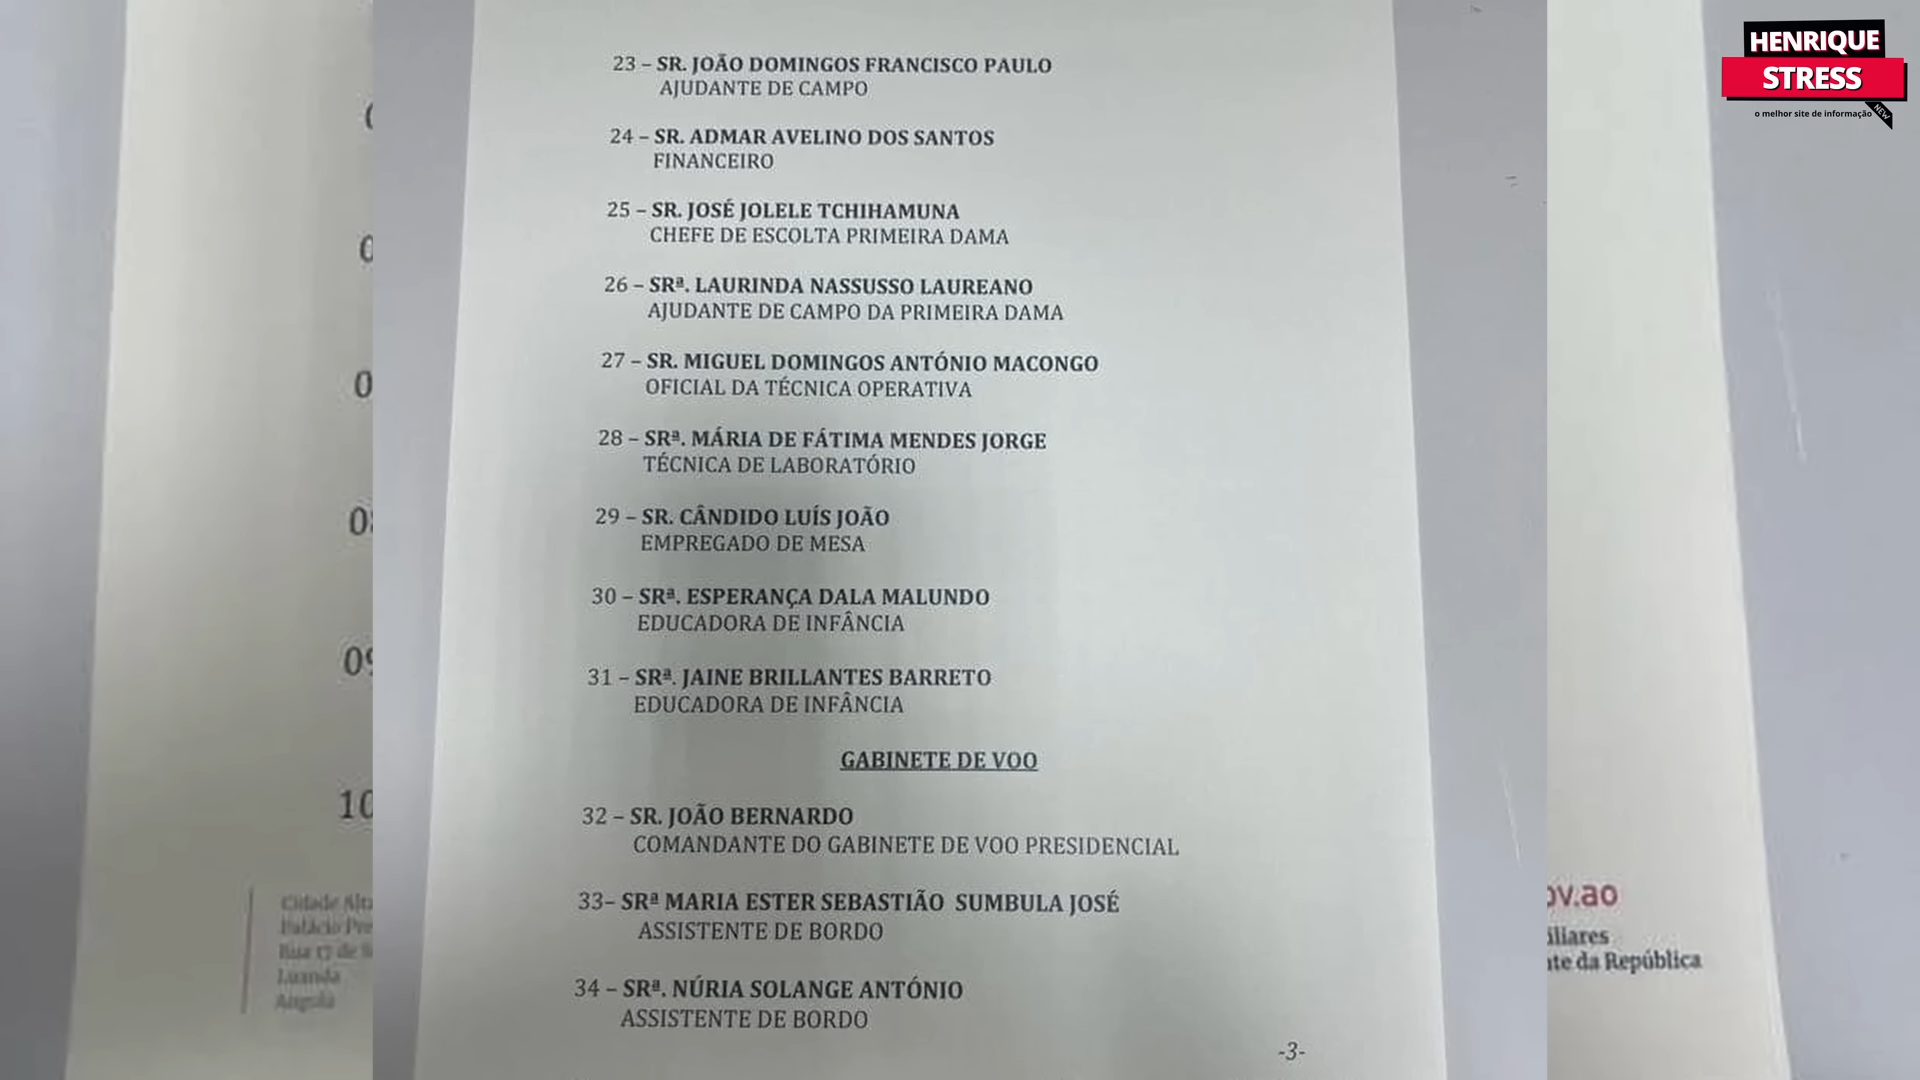 HENRIQUE
STRESS
o melhor site de informação
NEW
23 – SR. JOÃO DOMINGOS FRANCISCO PAULO
AJUDANTE DE CAMPO
24 – SR. ADMAR AVELINO DOS SANTOS
FINANCEIRO
25 – SR. JOSÉ JOLELE TCHIHAMUNA
CHEFE DE ESCOLTA PRIMEIRA DAMA
26 – SRª. LAURINDA NASSUSSO LAUREANO
AJUDANTE DE CAMPO DA PRIMEIRA DAMA
27 – SR. MIGUEL DOMINGOS ANTÓNIO MACONGO
OFICIAL DA TÉCNICA OPERATIVA
28 – SRª. MÁRIA DE FÁTIMA MENDES JORGE
TÉCNICA DE LABORATÓRIO
29 – SR. CÂNDIDO LUÍS JOÃO
EMPREGADO DE MESA
30 – SRª. ESPERANÇA DALA MALUNDO
EDUCADORA DE INFÂNCIA
31 – SRª. JAINE BRILLANTES BARRETO
EDUCADORA DE INFÂNCIA
GABINETE DE VOO
32 – SR. JOÃO BERNARDO
COMANDANTE DO GABINETE DE VOO PRESIDENCIAL
33– SRª MARIA ESTER SEBASTIÃO SUMBULA JOSÉ
ASSISTENTE DE BORDO
34 – SRª. NÚRIA SOLANGE ANTÓNIO
ASSISTENTE DE BORDO
-3-
10
Cidade
Luanda
Angola
da República